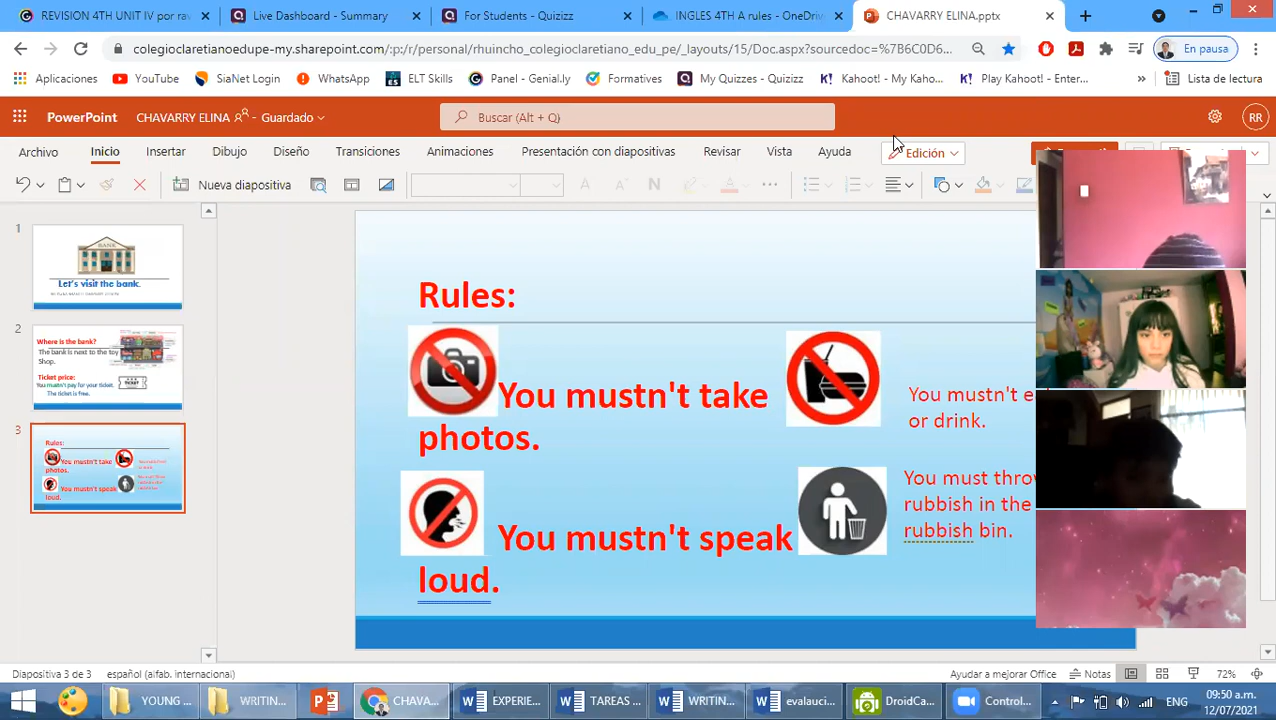 REVISION 4TH UNIT IV por rav
Live Dashboard - Summary
For Students - Quizizz
INGLES 4TH A rules - OneDriv
CHAVARRY ELINA.pptx
colegioclaretianoedupe-my.sharepoint.com/:p:/r/personal/rhuincho_colegioclaretiano_edu_pe/_layouts/15/Doc.aspx?sourcedoc=%7B6C0D6...
En pausa
Aplicaciones
YouTube
SiaNet Login
WhatsApp
ELT Skills
Panel - Genial.ly
Formatives
My Quizzes - Quizizz
Kahoot! - My Kaho...
Play Kahoot! - Enter...
»
Lista de lectura
PowerPoint
CHAVARRY ELINA - Guardado
Buscar (Alt + Q)
RR
Archivo
Inicio
Insertar
Dibujo
Diseño
Transiciones
Animaciones
Presentación con diapositivas
Revisar
Vista
Ayuda
Edición
Nueva diapositiva
N
1
BANK
Let's visit the bank.
2
Where is the bank?
The bank is next to the toy
Shop.
Ticket price:
You mustn't pay for your ticket.
The ticket is free.
TICKET
3
Rules:
You mustn't take
photos.
You mustn't speak
loud.
Rules:
You mustn't take
photos.
You mustn't e
or drink.
You mustn't speak
loud.
You must throw
rubbish in the
rubbish bin.
Diapositiva 3 de 3
español (alfab. internacional)
Ayudar a mejorar Office
Notas
72%
YOUNG
WRITIN...
CHAVA...
EXPERIE...
TAREAS ...
WRITIN...
evaluaci...
DroidCa...
Control...
ING
09:50 a.m.
12/07/2021